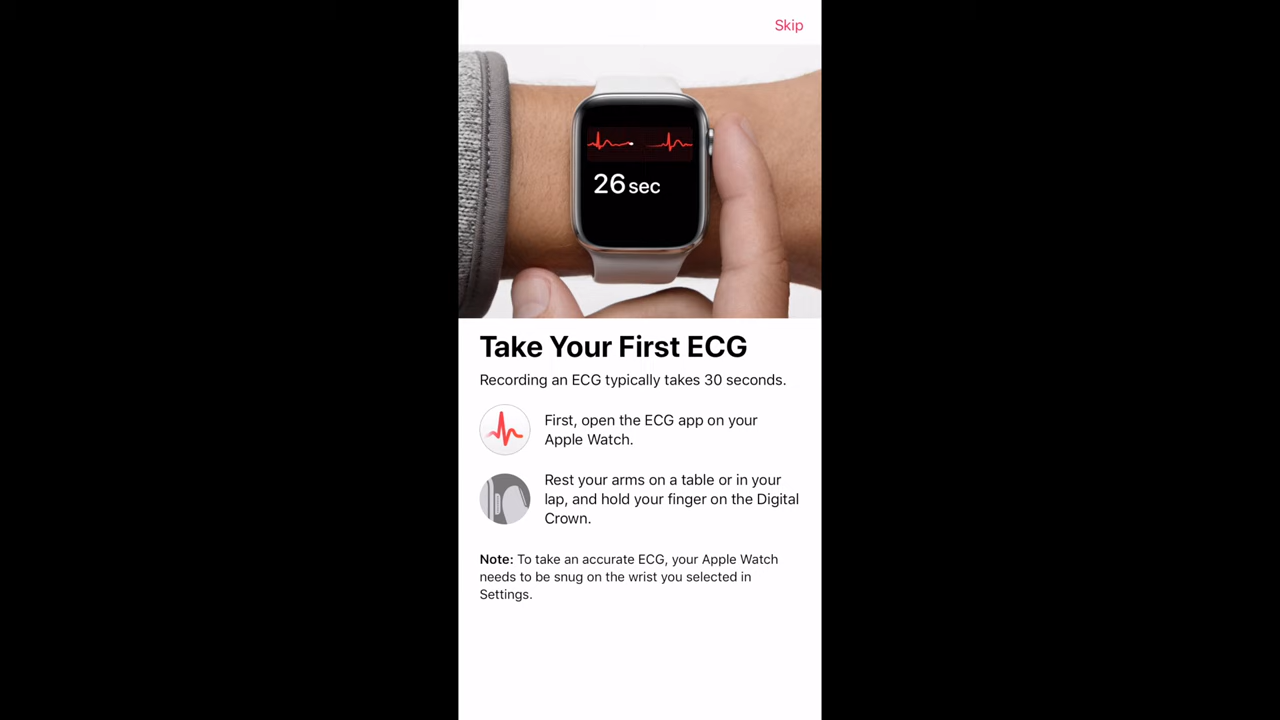 Skip
26 sec
Take Your First ECG
Recording an ECG typically takes 30 seconds.
First, open the ECG app on your
Apple Watch.
Rest your arms on a table or in your
lap, and hold your finger on the Digital
Crown.
Note: To take an accurate ECG, your Apple Watch
needs to be snug on the wrist you selected in
Settings.